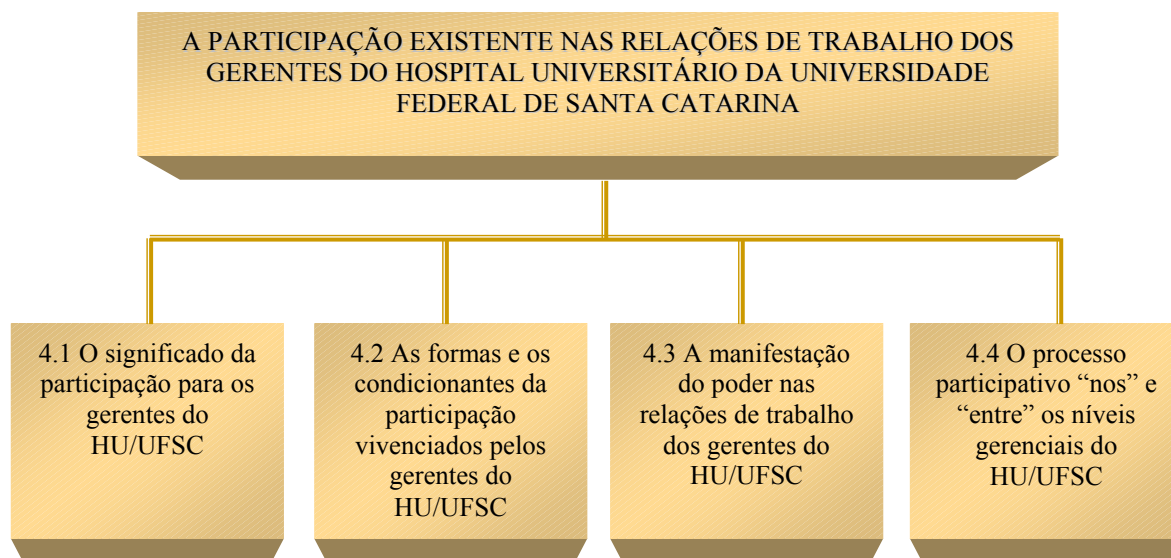 A PARTICIPAÇÃO EXISTENTE NAS RELAÇÕES DE TRABALHO DOS
GERENTES DO HOSPITAL UNIVERSITÁRIO DA UNIVERSIDADE
FEDERAL DE SANTA CATARINA
4.1 O significado da
participação para os
gerentes do
HU/UFSC
4.2 As formas e os
condicionantes da
participação
vivenciados pelos
gerentes do
HU/UFSC
4.3 A manifestação
do poder nas
relações de trabalho
dos gerentes do
HU/UFSC
4.4 O processo
participativo “nos” e
“entre” os níveis
gerenciais do
HU/UFSC